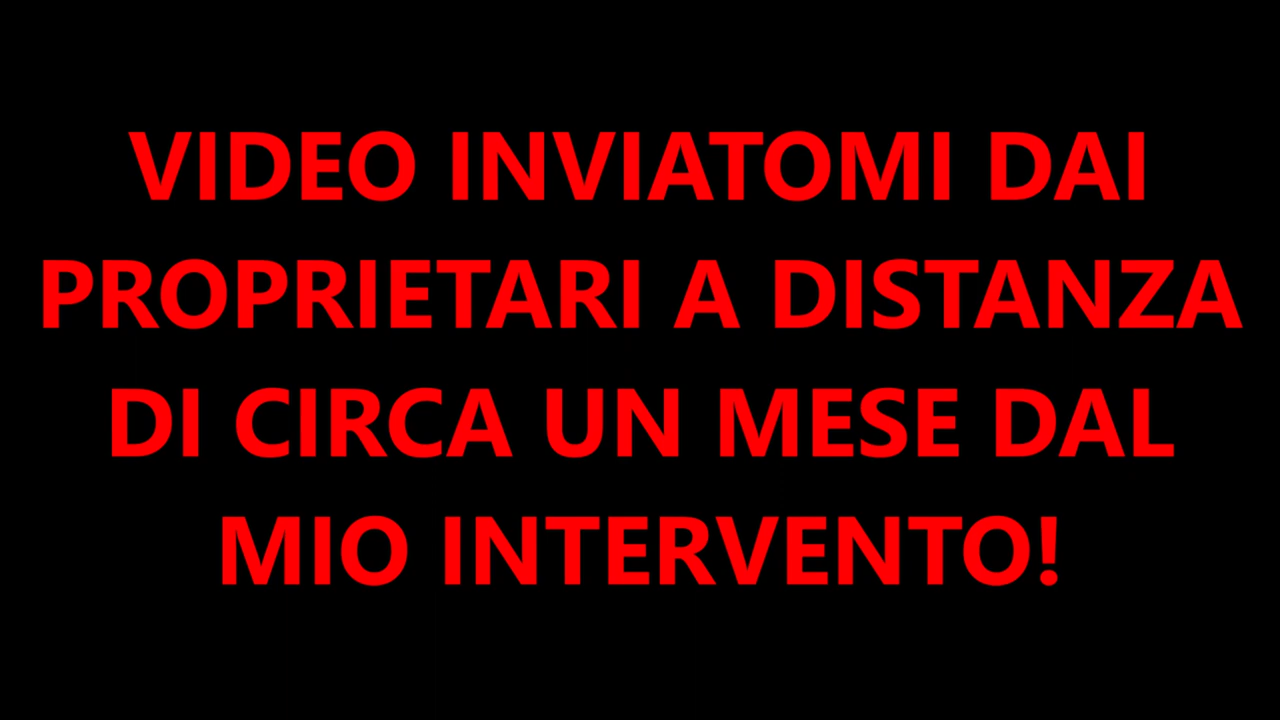 VIDEO INVIATOMI DAI
PROPRIETARI A DISTANZA
DI CIRCA UN MESE DAL
MIO INTERVENTO!